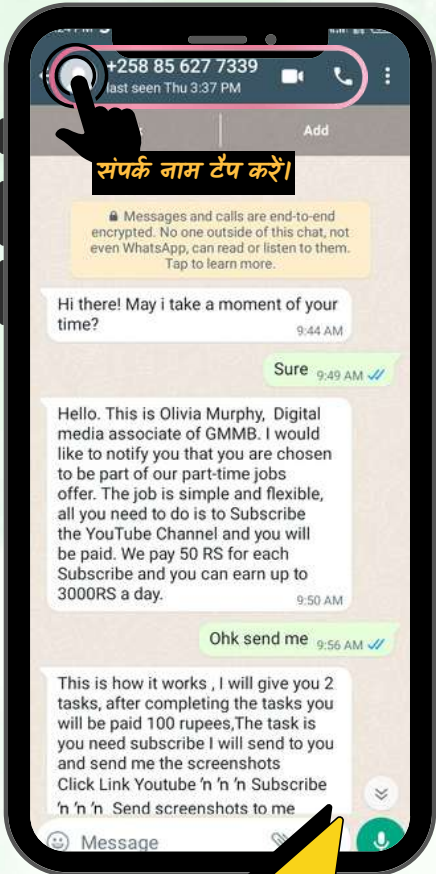 +258 85 627 7339
last seen Thu 3:37 PM
Add
संपर्क नाम टैप करें।
Messages and calls are end-to-end
encrypted. No one outside of this chat, not
even WhatsApp, can read or listen to them.
Tap to learn more.
Hi there! May i take a moment of your
time?
9:44 AM
Sure 9:49 AM
Hello. This is Olivia Murphy, Digital
media associate of GMMB. I would
like to notify you that you are chosen
to be part of our part-time jobs
offer. The job is simple and flexible,
all you need to do is to Subscribe
the YouTube Channel and you will
be paid. We pay 50 RS for each
Subscribe and you can earn up to
3000RS a day.
9:50 AM
Ohk send me 9:56 AM
This is how it works , I will give you 2
tasks, after completing the tasks you
will be paid 100 rupees,The task is
you need subscribe I will send to you
and send me the screenshots
Click Link Youtube 'n 'n 'n Subscribe
'n 'n 'n Send screenshots to me
Message